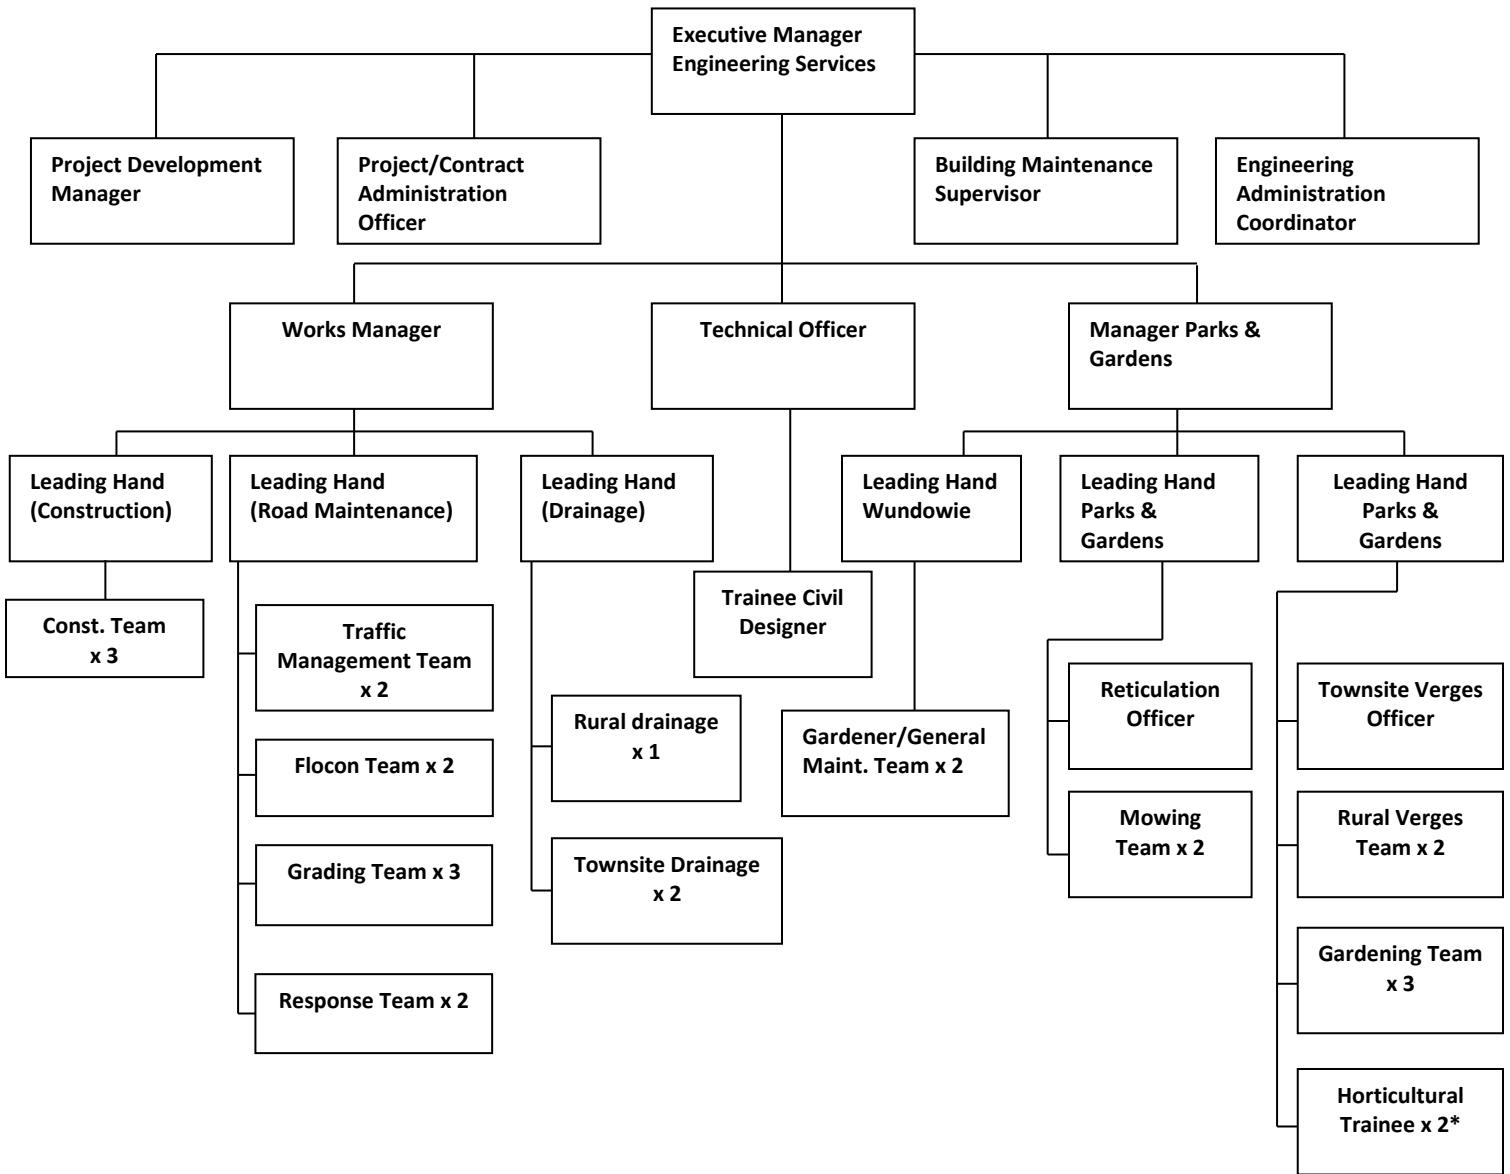 Executive Manager
Engineering Services
Project Development
Manager
Project/Contract
Administration
Officer
Building Maintenance
Supervisor
Engineering
Administration
Coordinator
Works Manager
Technical Officer
Manager Parks &
Gardens
Leading Hand
(Construction)
Leading Hand
(Road Maintenance)
Leading Hand
(Drainage)
Leading Hand
Wundowie
Leading Hand
Parks &
Gardens
Leading Hand
Parks &
Gardens
Const. Team
x 3
Traffic
Management Team
x 2
Flocon Team x 2
Grading Team x 3
Response Team x 2
Rural drainage
x 1
Townsite Drainage
x 2
Trainee Civil
Designer
Gardener/General
Maint. Team x 2
Reticulation
Officer
Mowing
Team x 2
Townsite Verges
Officer
Rural Verges
Team x 2
Gardening Team
x 3
Horticultural
Trainee x 2*